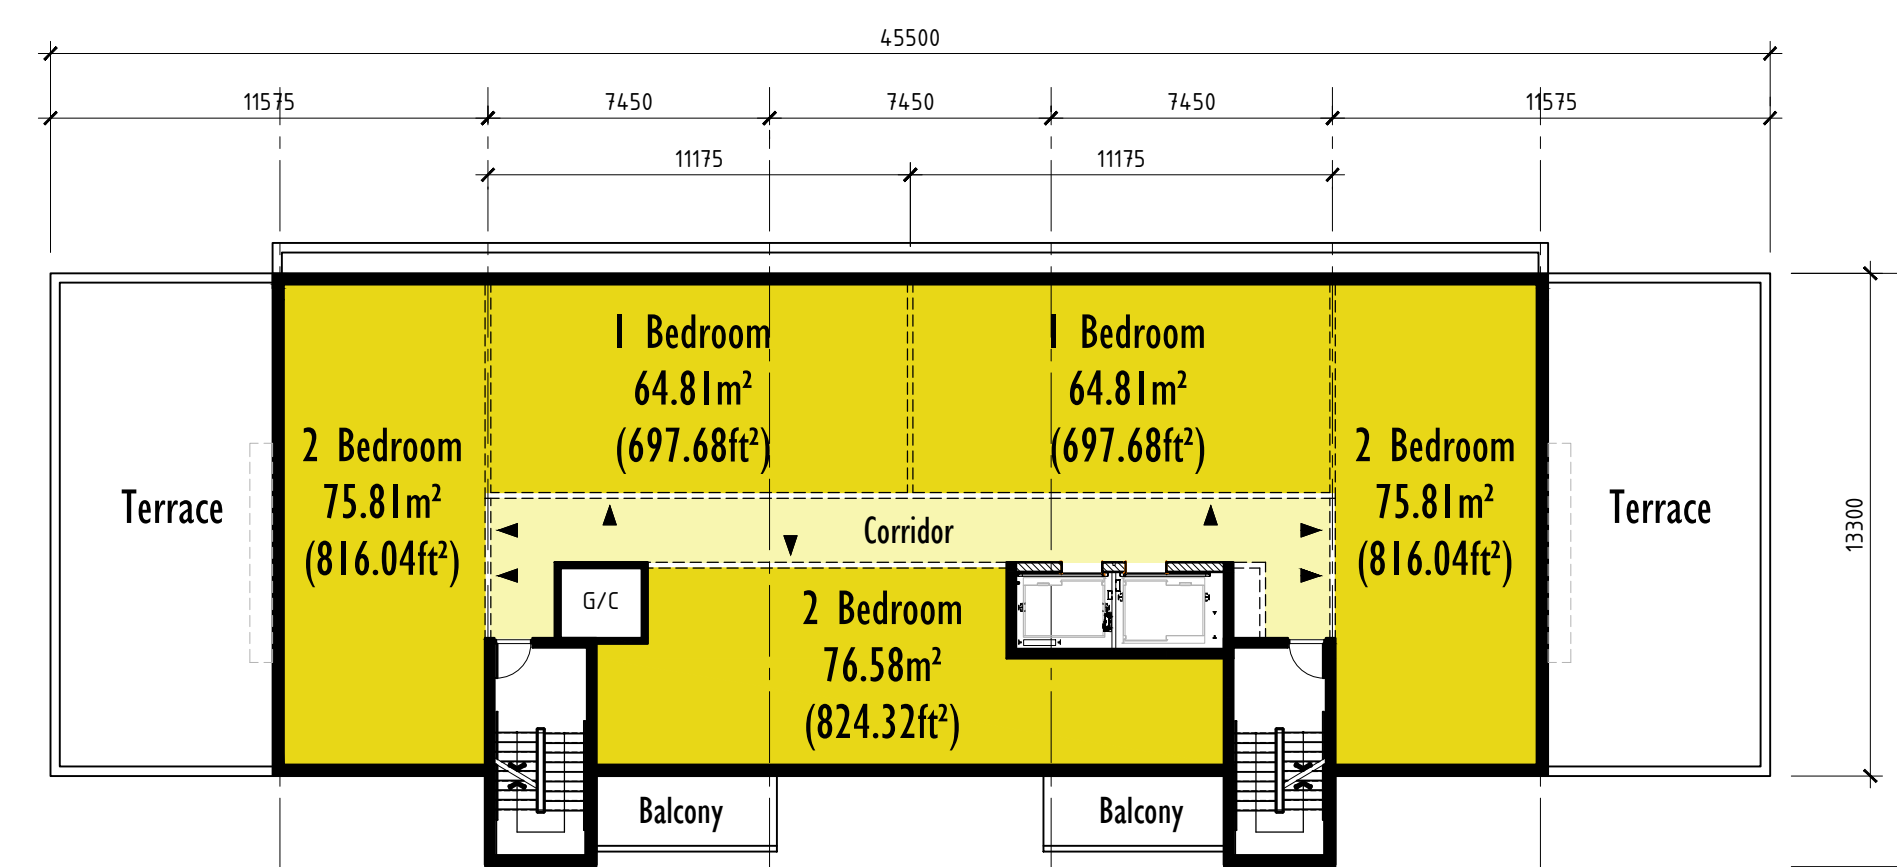 45500
11575
7450
7450
7450
11575
11175
11175
1 Bedroom
64.81m²
(697.68ft²)
1 Bedroom
64.81m²
(697.68ft²)
2 Bedroom
75.81m²
(816.04ft²)
2 Bedroom
75.81m²
(816.04ft²)
Terrace
Terrace
13300
Corridor
G/C
2 Bedroom
76.58m²
(824.32ft²)
Balcony
Balcony